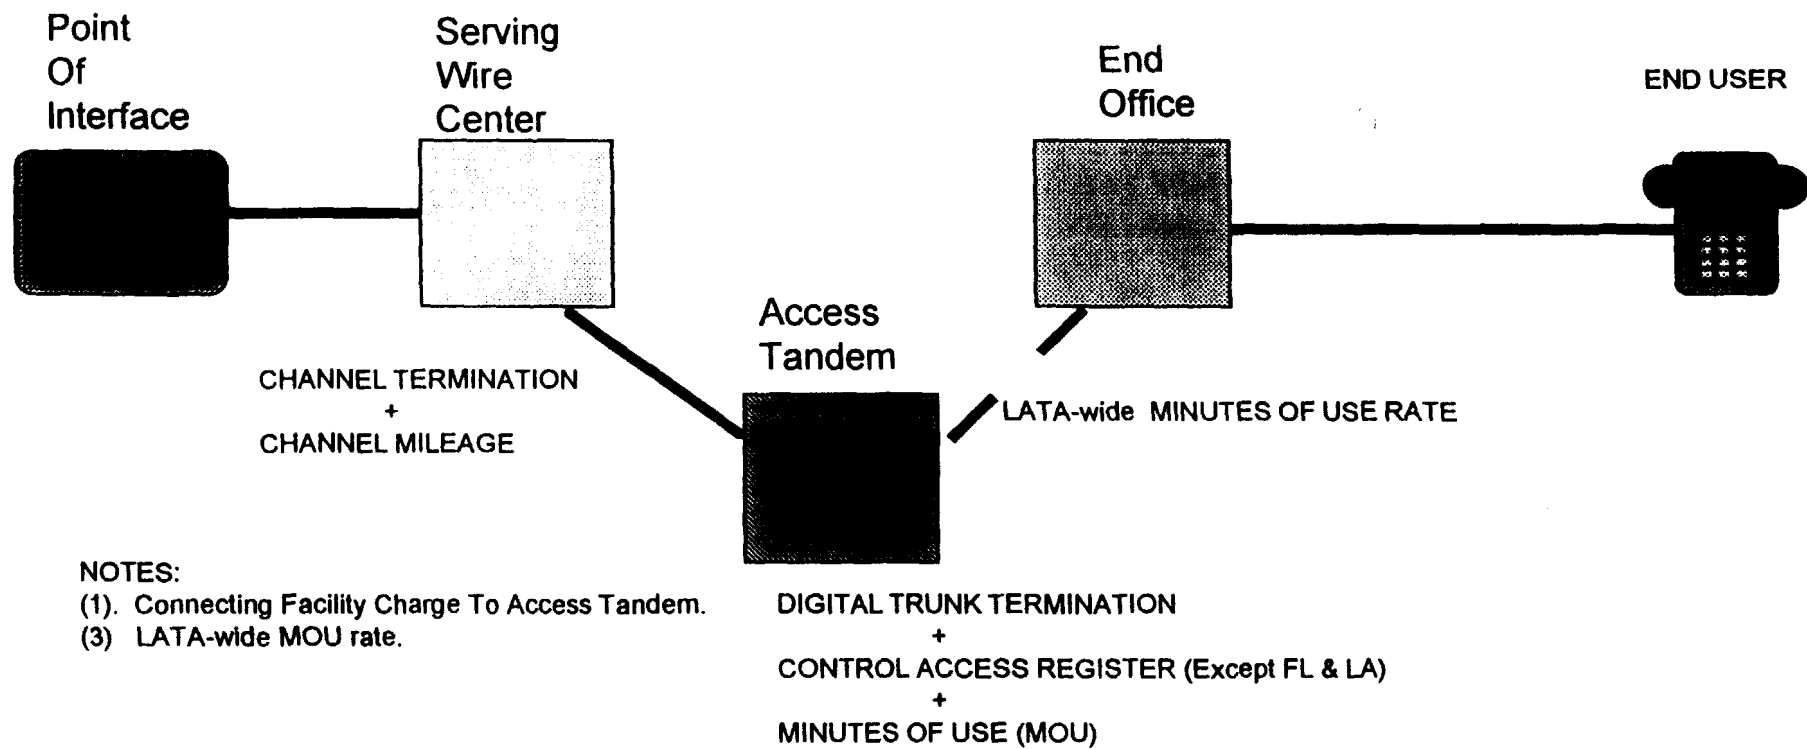 Point
Of
Interface
Serving
Wire
Center
End
Office
END USER
Access
Tandem
CHANNEL TERMINATION
+
CHANNEL MILEAGE
LATA-wide MINUTES OF USE RATE
NOTES:
(1). Connecting Facility Charge To Access Tandem.
(3) LATA-wide MOU rate.
DIGITAL TRUNK TERMINATION
+
CONTROL ACCESS REGISTER (Except FL & LA)
+
MINUTES OF USE (MOU)